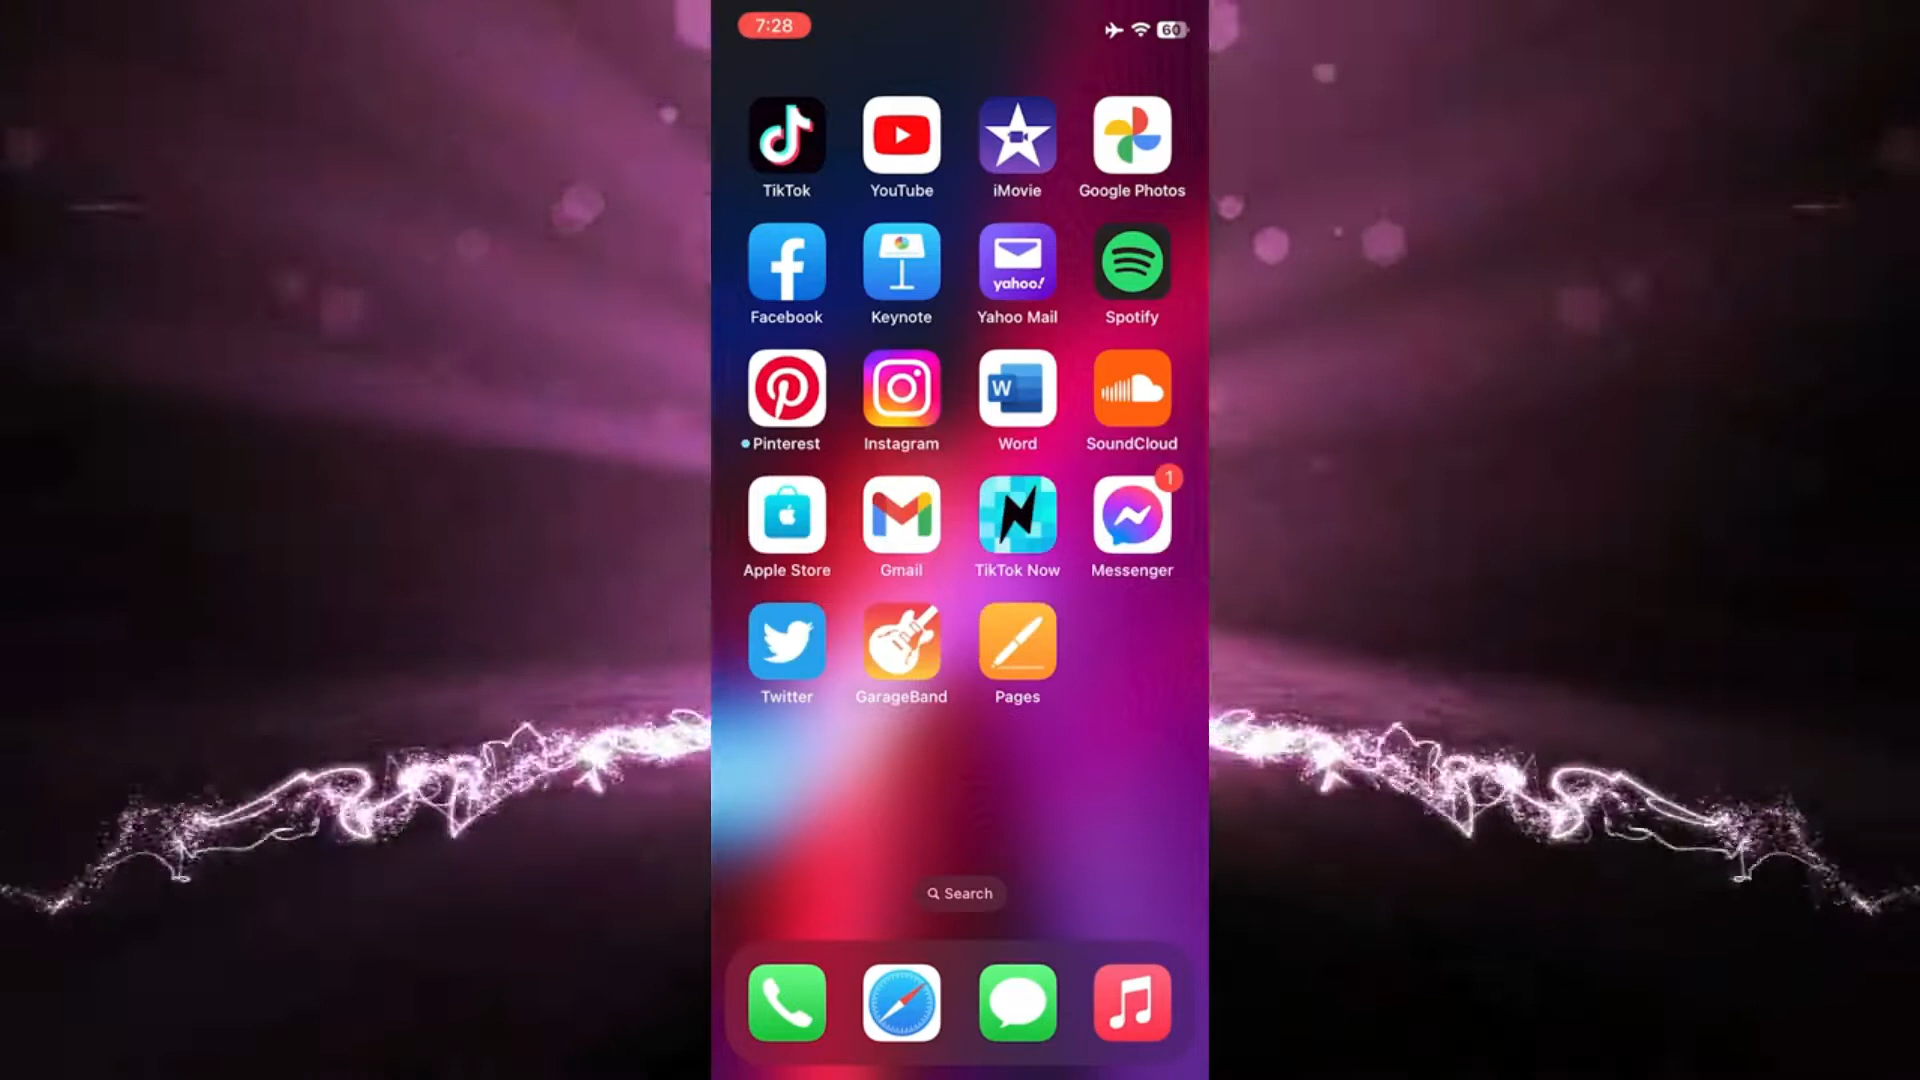 7:28
60
TikTok
YouTube
iMovie
Google Photos
yahoo!
Facebook
Keynote
Yahoo Mail
Spotify
W
Pinterest
Instagram
Word
SoundCloud
1
Apple Store
Gmail
TikTok Now
Messenger
Twitter
GarageBand
Pages
Search